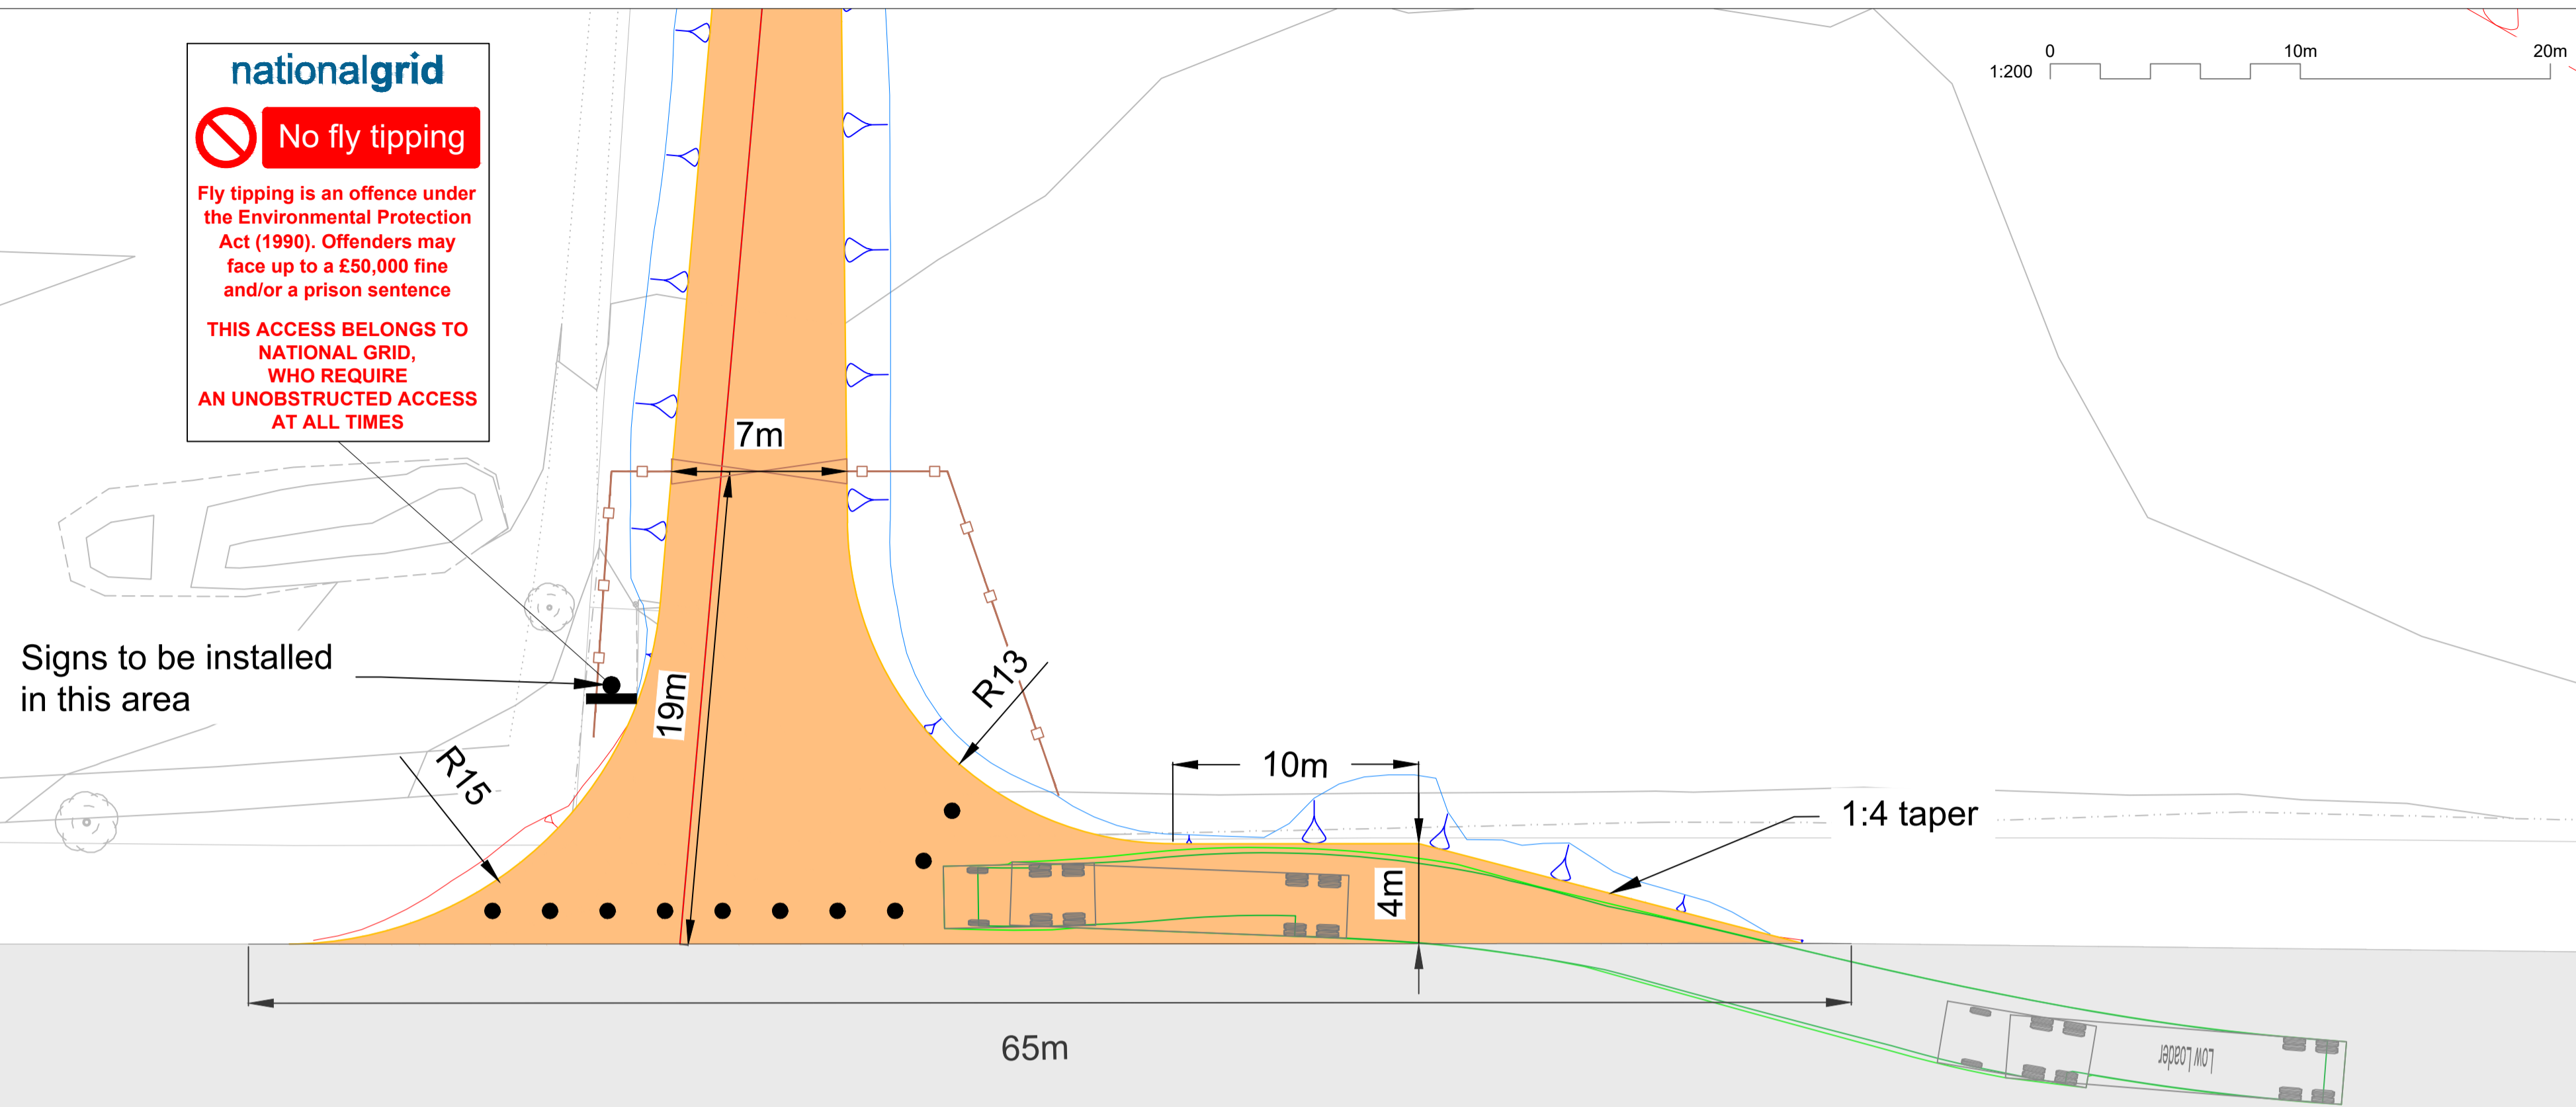 nationalgrid
No fly tipping
Fly tipping is an offence under
the Environmental Protection
Act (1990). Offenders may
face up to a £50,000 fine
and/or a prison sentence
THIS ACCESS BELONGS TO
NATIONAL GRID,
WHO REQUIRE
AN UNOBSTRUCTED ACCESS
AT ALL TIMES
0 10m 20m
1:200
7m
Signs to be installed
in this area
19m
R13
R15
10m
1:4 taper
4m
65m
Low Loader